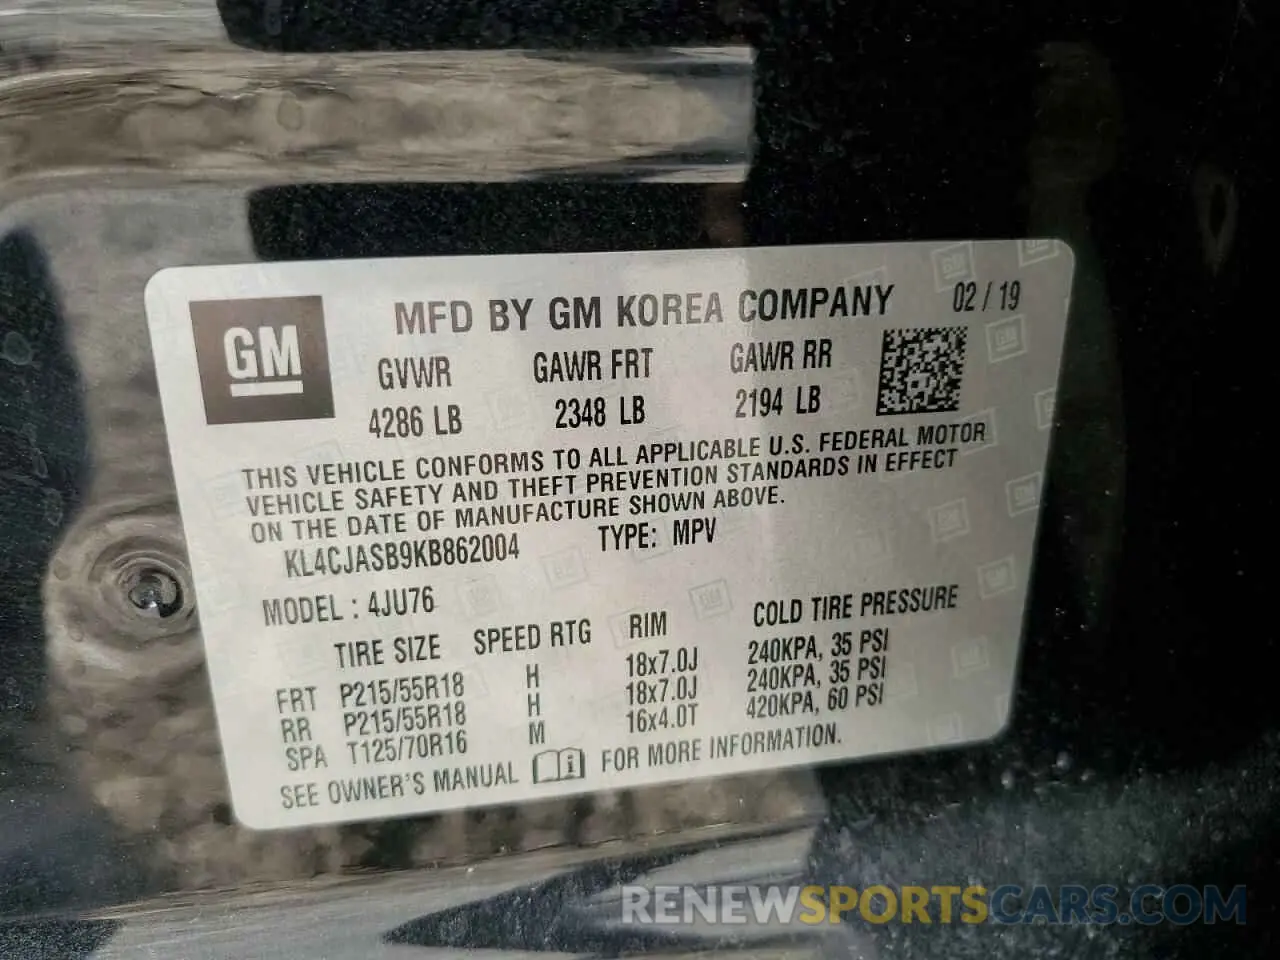 GM
MFD BY GM KOREA COMPANY 02 / 19
GVWR GAWR FRT GAWR RR
4286 LB 2348 LB 2194 LB
THIS VEHICLE CONFORMS TO ALL APPLICABLE U.S. FEDERAL MOTOR
VEHICLE SAFETY AND THEFT PREVENTION STANDARDS IN EFFECT
ON THE DATE OF MANUFACTURE SHOWN ABOVE.
KL4CJASB9KB862004 TYPE: MPV
MODEL : 4JU76
TIRE SIZE SPEED RTG RIM COLD TIRE PRESSURE
FRT P215/55R18 H 18x7.0J 240KPA, 35 PSI
RR P215/55R18 H 18x7.0J 240KPA, 35 PSI
SPA T125/70R16 M 16x4.0T 420KPA, 60 PSI
SEE OWNER'S MANUAL i FOR MORE INFORMATION.
RENEWSPORTSCARS.COM